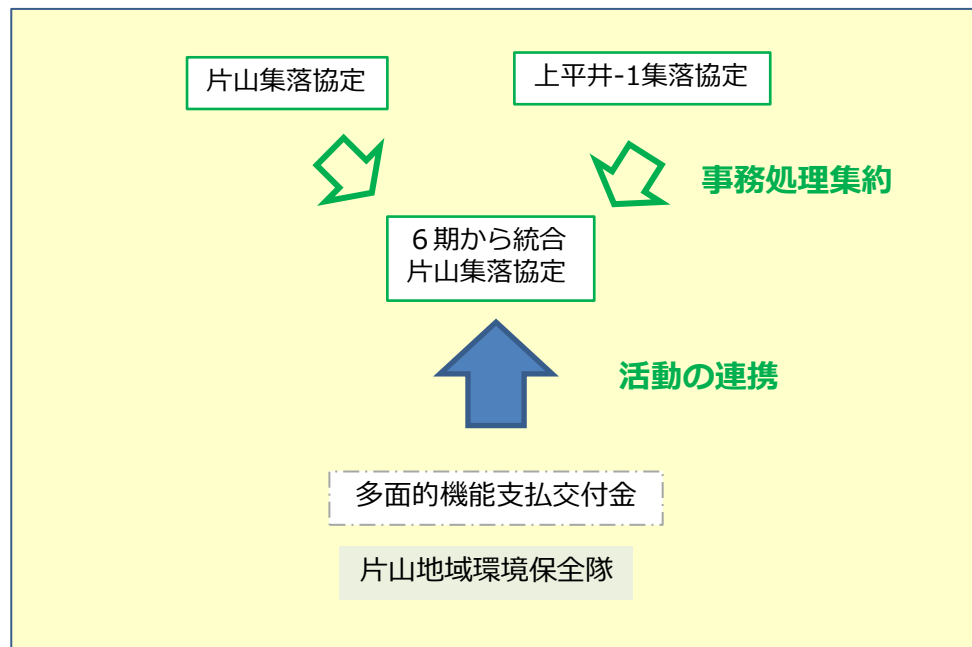 片山集落協定
上平井-1集落協定
事務処理集約
６期から統合
片山集落協定
活動の連携
多面的機能支払交付金
片山地域環境保全隊